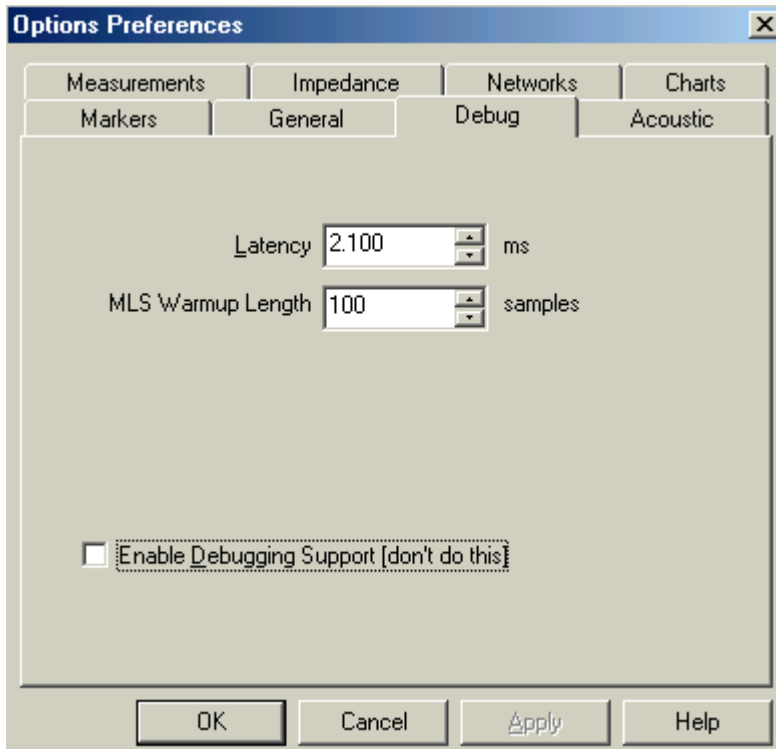 Options Preferences
Measurements Impedance Networks Charts
Markers General Debug Acoustic
Latency 2.100 ms
MLS Warmup Length 100 samples
Enable Debugging Support [don't do this]
OK Cancel Apply Help